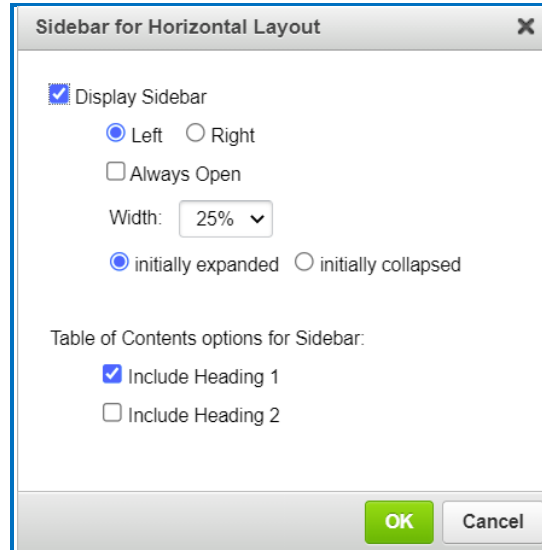 Sidebar for Horizontal Layout
Display Sidebar
Left Right
Always Open
Width: 25%
initially expanded initially collapsed
Table of Contents options for Sidebar:
Include Heading 1
Include Heading 2
OK Cancel